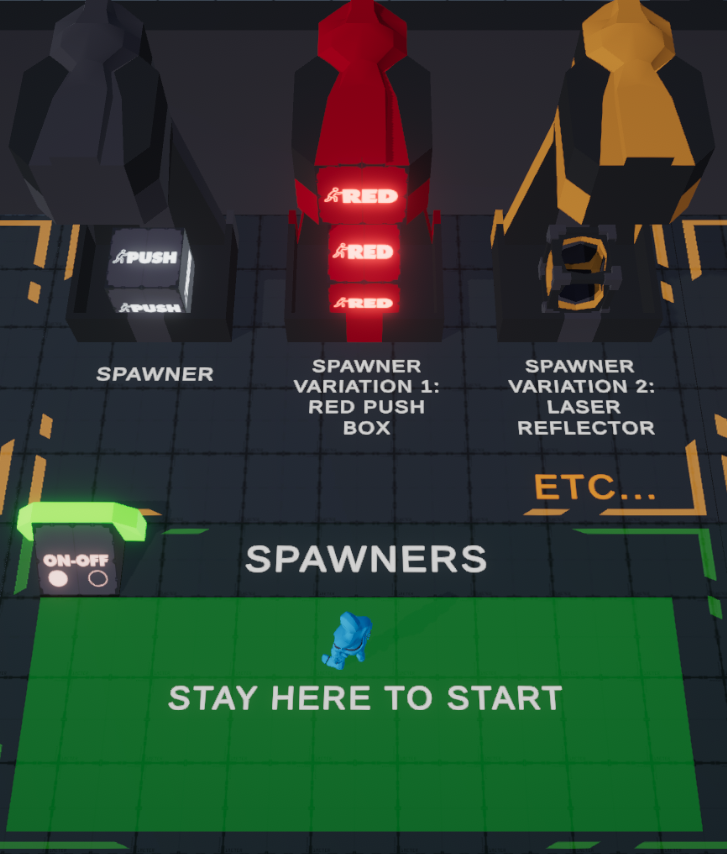 RED
PUSH
RED
PUSH
RED
SPAWNER
SPAWNER
VARIATION 1:
RED PUSH
BOX
SPAWNER
VARIATION 2:
LASER
REFLECTOR
ETC...
ON-OFF
SPAWNERS
STAY HERE TO START